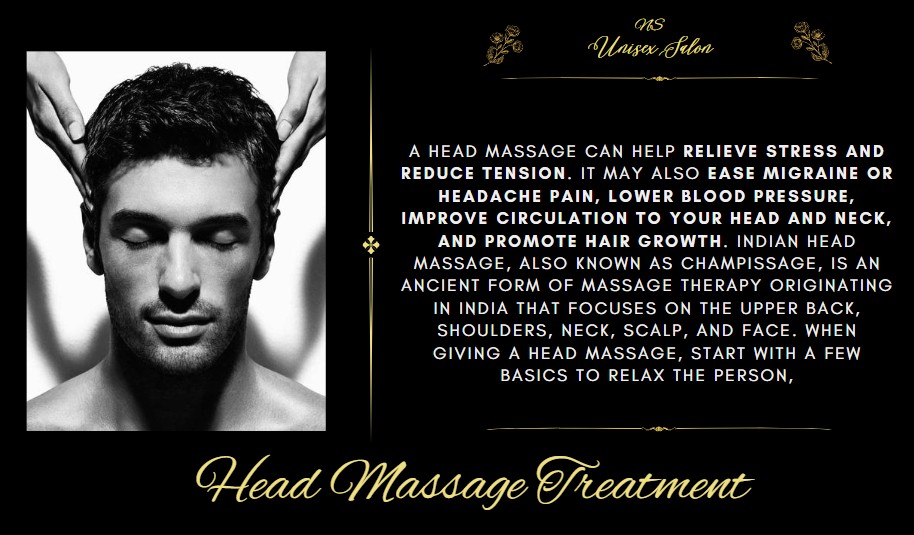 NS
Unisex Salon
A HEAD MASSAGE CAN HELP RELIEVE STRESS AND
REDUCE TENSION. IT MAY ALSO EASE MIGRAINE OR
HEADACHE PAIN, LOWER BLOOD PRESSURE,
IMPROVE CIRCULATION TO YOUR HEAD AND NECK,
AND PROMOTE HAIR GROWTH. INDIAN HEAD
MASSAGE, ALSO KNOWN AS CHAMPISSAGE, IS AN
ANCIENT FORM OF MASSAGE THERAPY ORIGINATING
IN INDIA THAT FOCUSES ON THE UPPER BACK,
SHOULDERS, NECK, SCALP, AND FACE. WHEN
GIVING A HEAD MASSAGE, START WITH A FEW
BASICS TO RELAX THE PERSON,
Head Massage Treatment